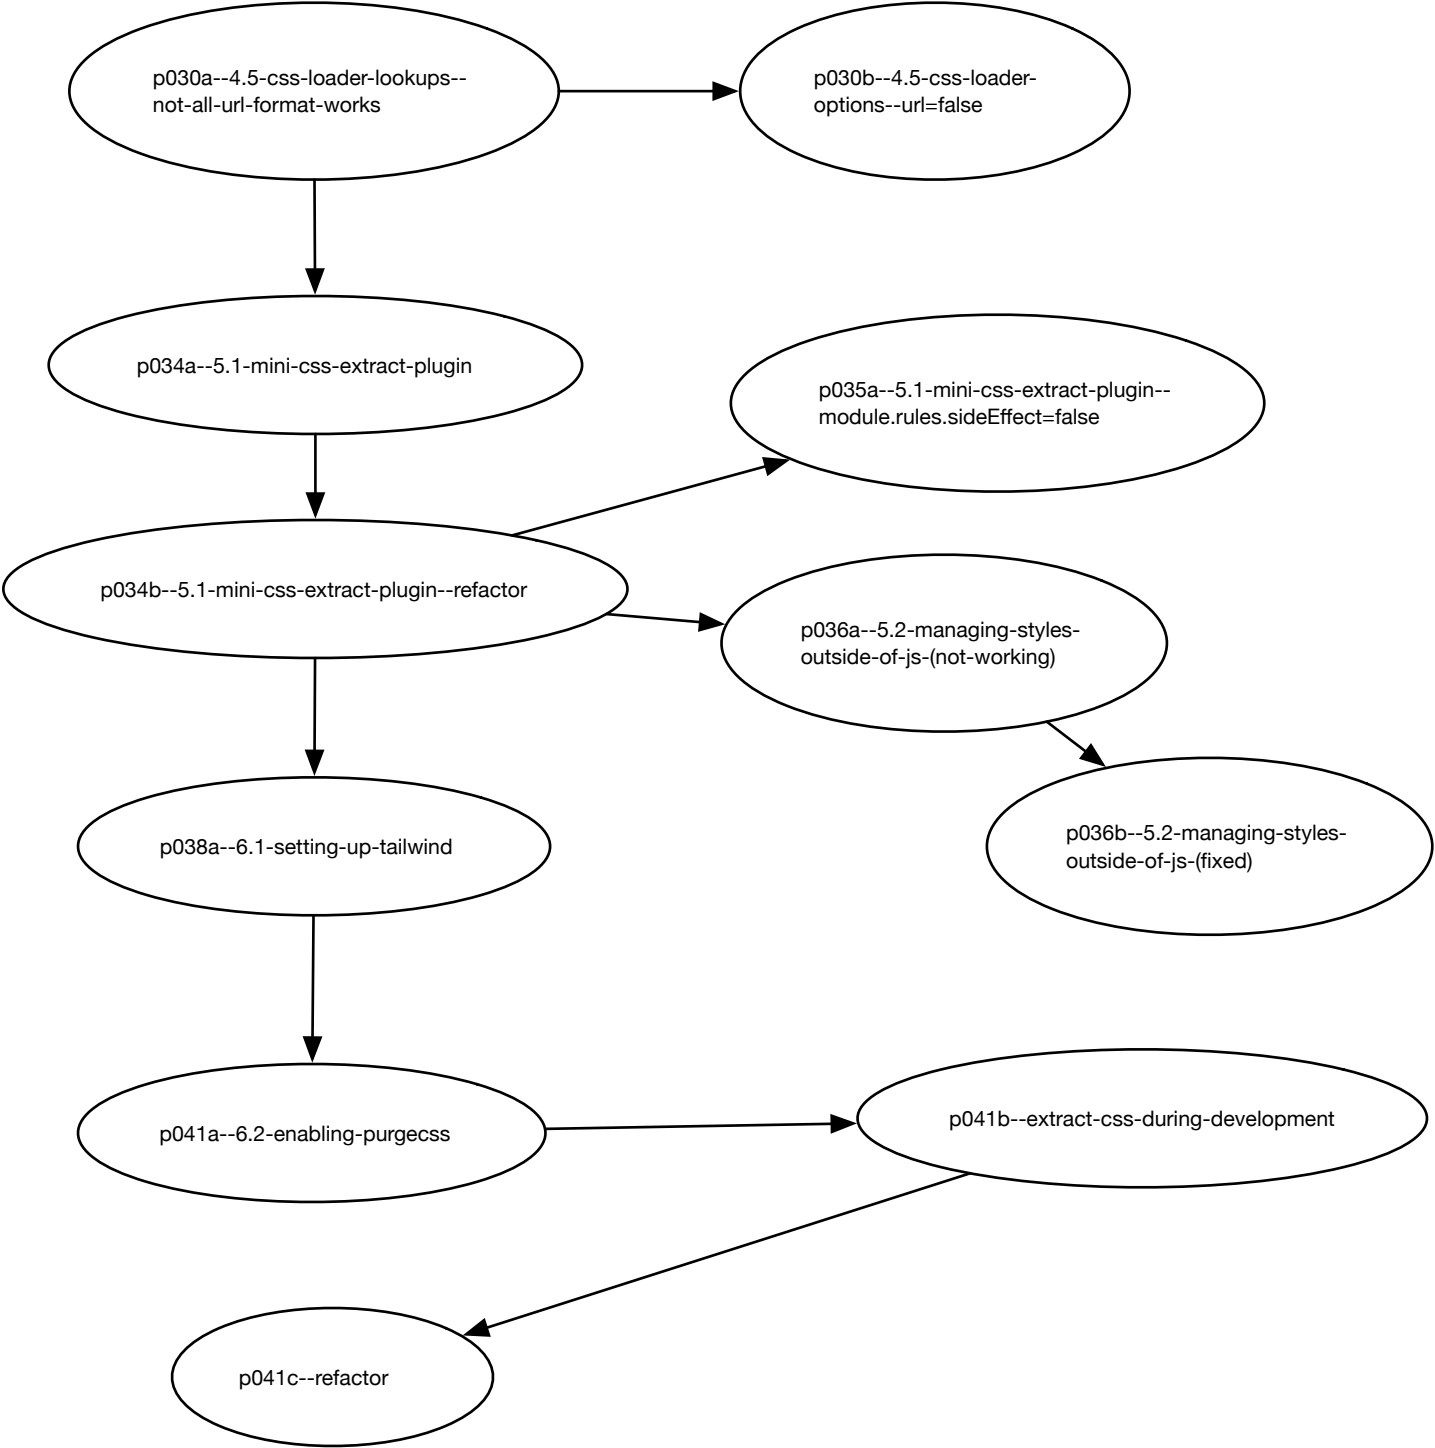 p030a--4.5-css-loader-lookups--
not-all-url-format-works
p030b--4.5-css-loader-
options--url=false
p034a--5.1-mini-css-extract-plugin
p035a--5.1-mini-css-extract-plugin--
module.rules.sideEffect=false
p034b--5.1-mini-css-extract-plugin--refactor
p036a--5.2-managing-styles-
outside-of-js-(not-working)
p038a--6.1-setting-up-tailwind
p036b--5.2-managing-styles-
outside-of-js-(fixed)
p041a--6.2-enabling-purgecss
p041b--extract-css-during-development
p041c--refactor